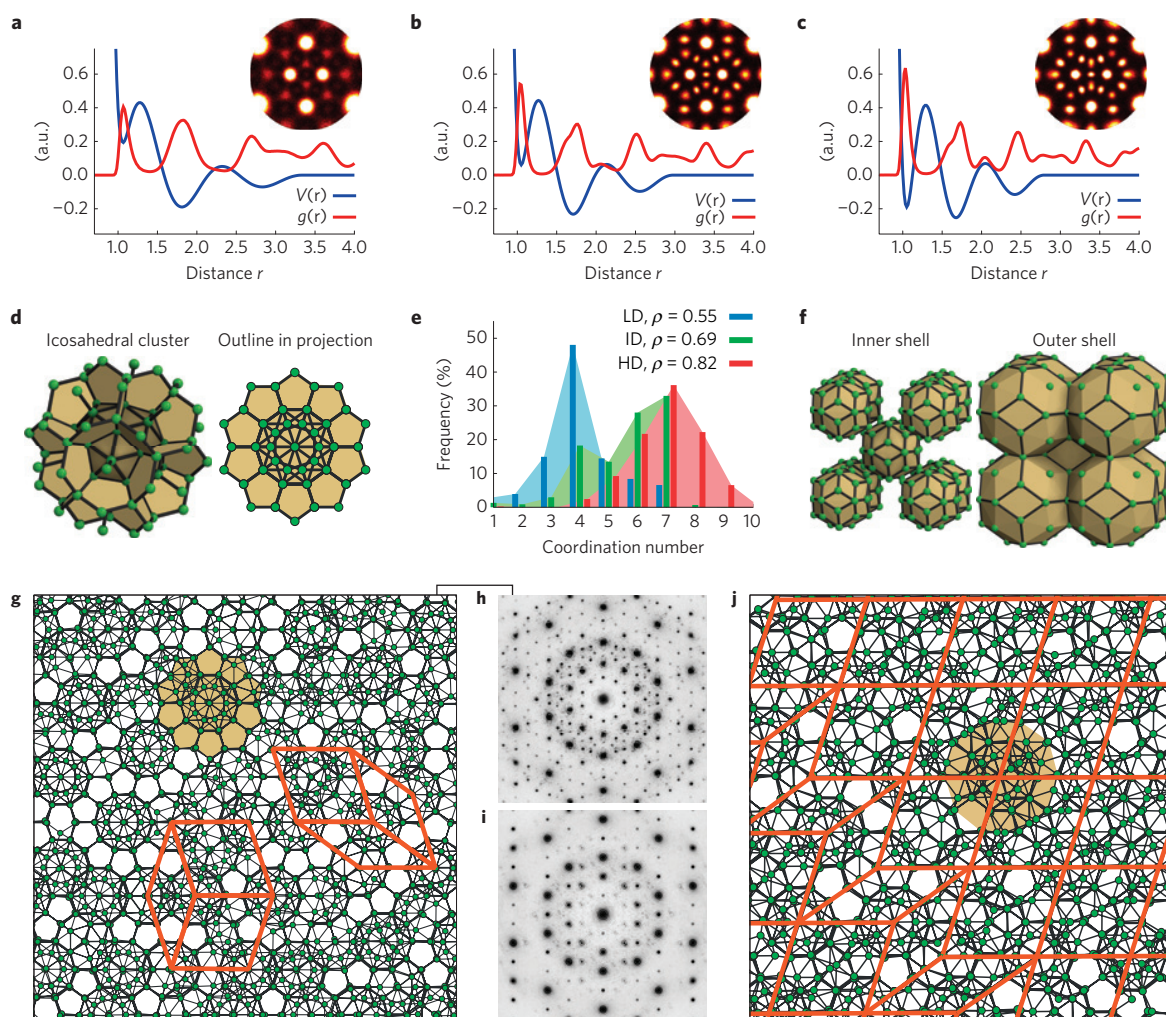 a
0.6
0.4
0.2
0.0
−0.2
(a.u.)
V(r)
g(r)
1.0 1.5 2.0 2.5 3.0 3.5 4.0
Distance r
b
0.6
0.4
0.2
0.0
−0.2
(a.u.)
V(r)
g(r)
1.0 1.5 2.0 2.5 3.0 3.5 4.0
Distance r
c
0.6
0.4
0.2
0.0
−0.2
(a.u.)
V(r)
g(r)
1.0 1.5 2.0 2.5 3.0 3.5 4.0
Distance r
d
Icosahedral cluster
Outline in projection
e
LD, ρ = 0.55
ID, ρ = 0.69
HD, ρ = 0.82
50
40
30
20
10
0
Frequency (%)
1 2 3 4 5 6 7 8 9 10
Coordination number
f
Inner shell
Outer shell
g
h
i
j